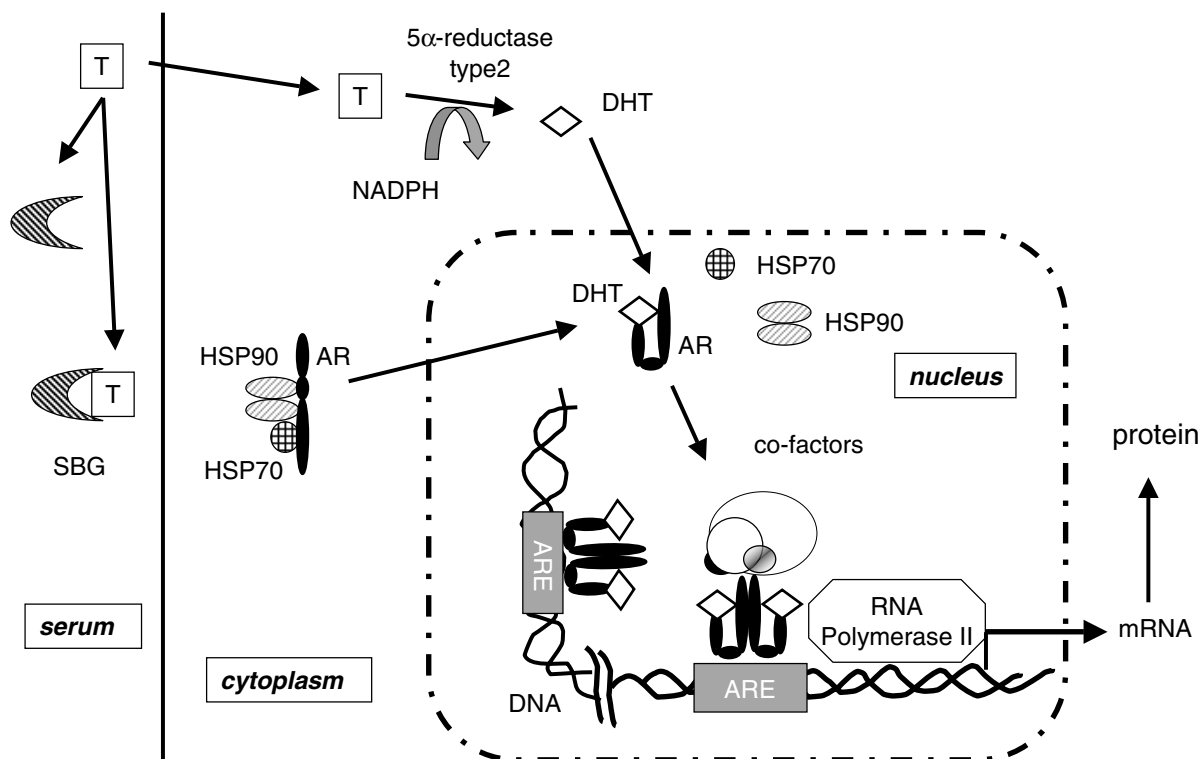 T
5α-reductase
type2
T
DHT
NADPH
HSP70
DHT
HSP90
AR
HSP90
AR
nucleus
T
co-factors
protein
SBG
HSP70
ARE
RNA
Polymerase II
serum
mRNA
cytoplasm
DNA
ARE